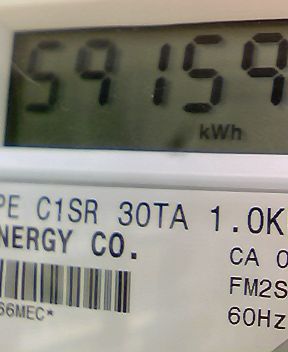 59159
kWh
PE C1SR 30TA 1.0K
NERGY CO.
CA 0
FM2S
66MEC*
60Hz